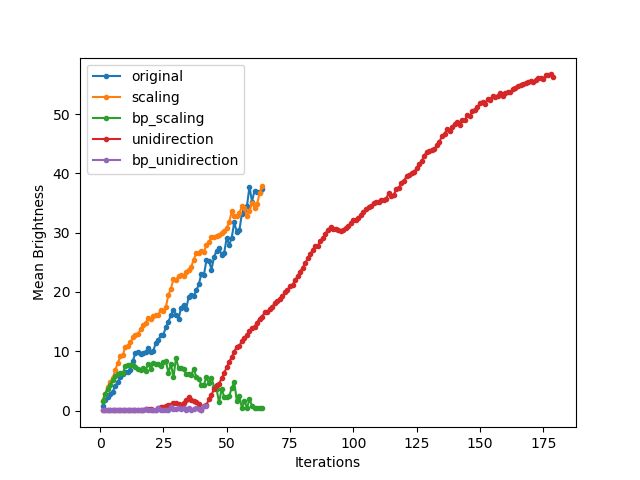 original
scaling
bp_scaling
unidirection
bp_unidirection
Mean Brightness
50
40
30
20
10
0
0 25 50 75 100 125 150 175
Iterations